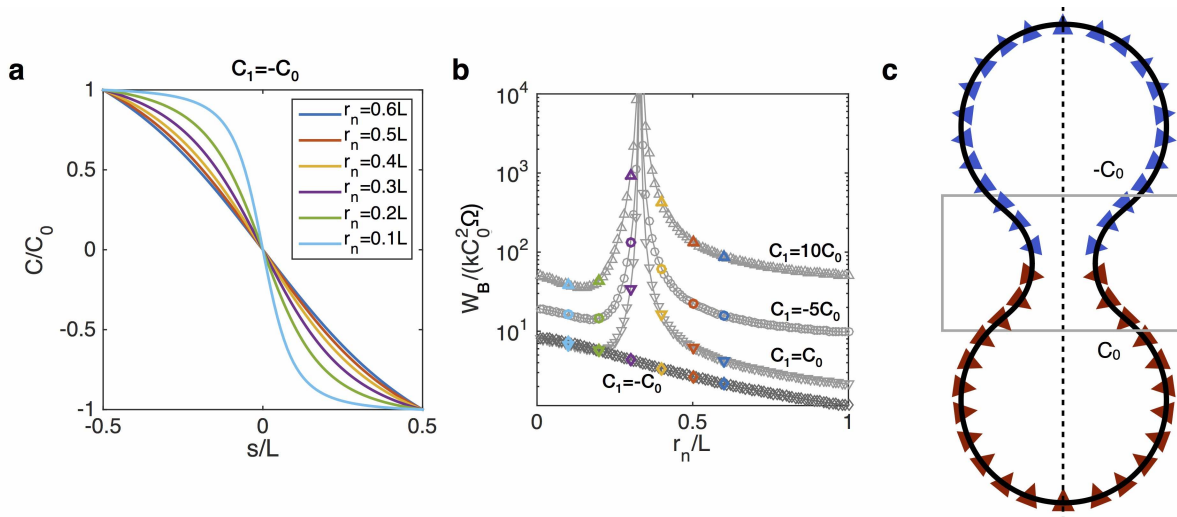 a
C₁=-C₀
1
0.5
0
-0.5
-1
C/C₀
-0.5
0
0.5
s/L
rₙ=0.6L
rₙ=0.5L
rₙ=0.4L
rₙ=0.3L
rₙ=0.2L
rₙ=0.1L
b
10⁴
10³
10²
10¹
W_B/(kC₀²Ω)
C₁=10C₀
C₁=-5C₀
C₁=C₀
C₁=-C₀
0
0.5
1
rₙ/L
c
-C₀
C₀